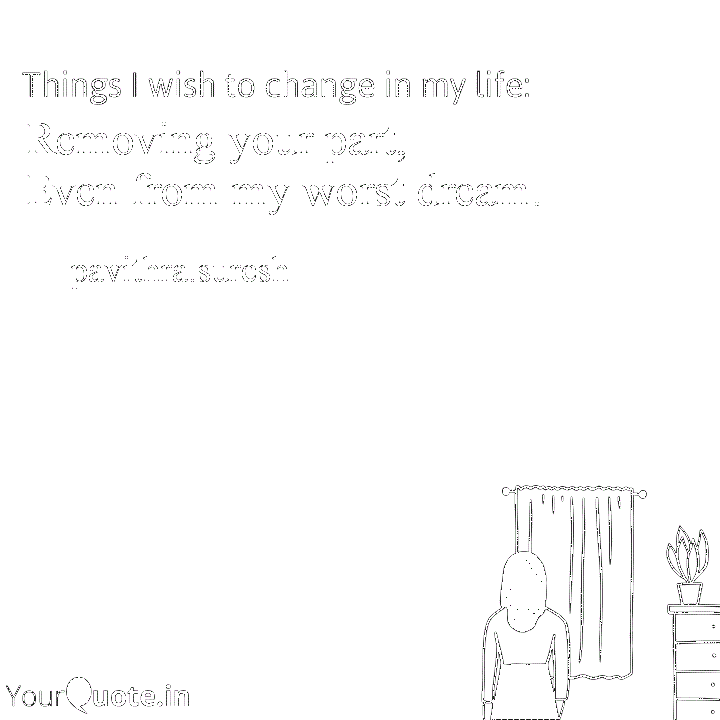 Things I wish to change in my life:
Removing your part,
Even from my worst dream.
pavithra.suresh
YourQuote.in